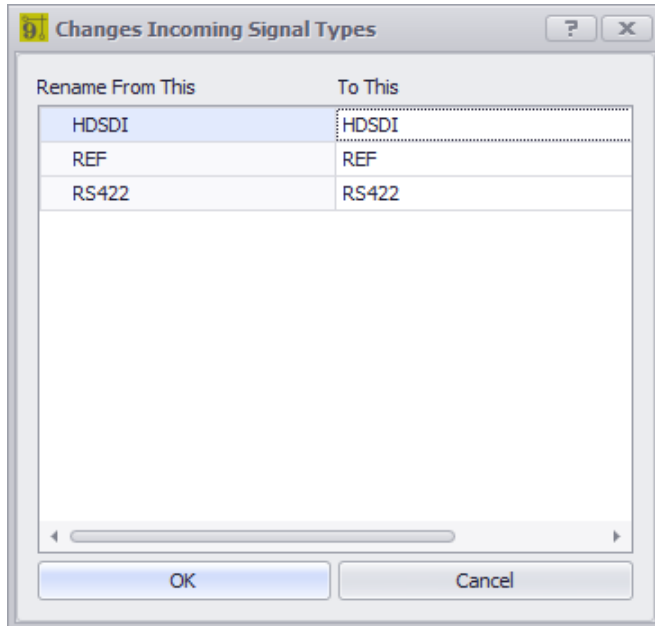 Changes Incoming Signal Types
Rename From This To This
HDSDI HDSDI
REF REF
RS422 RS422
OK Cancel